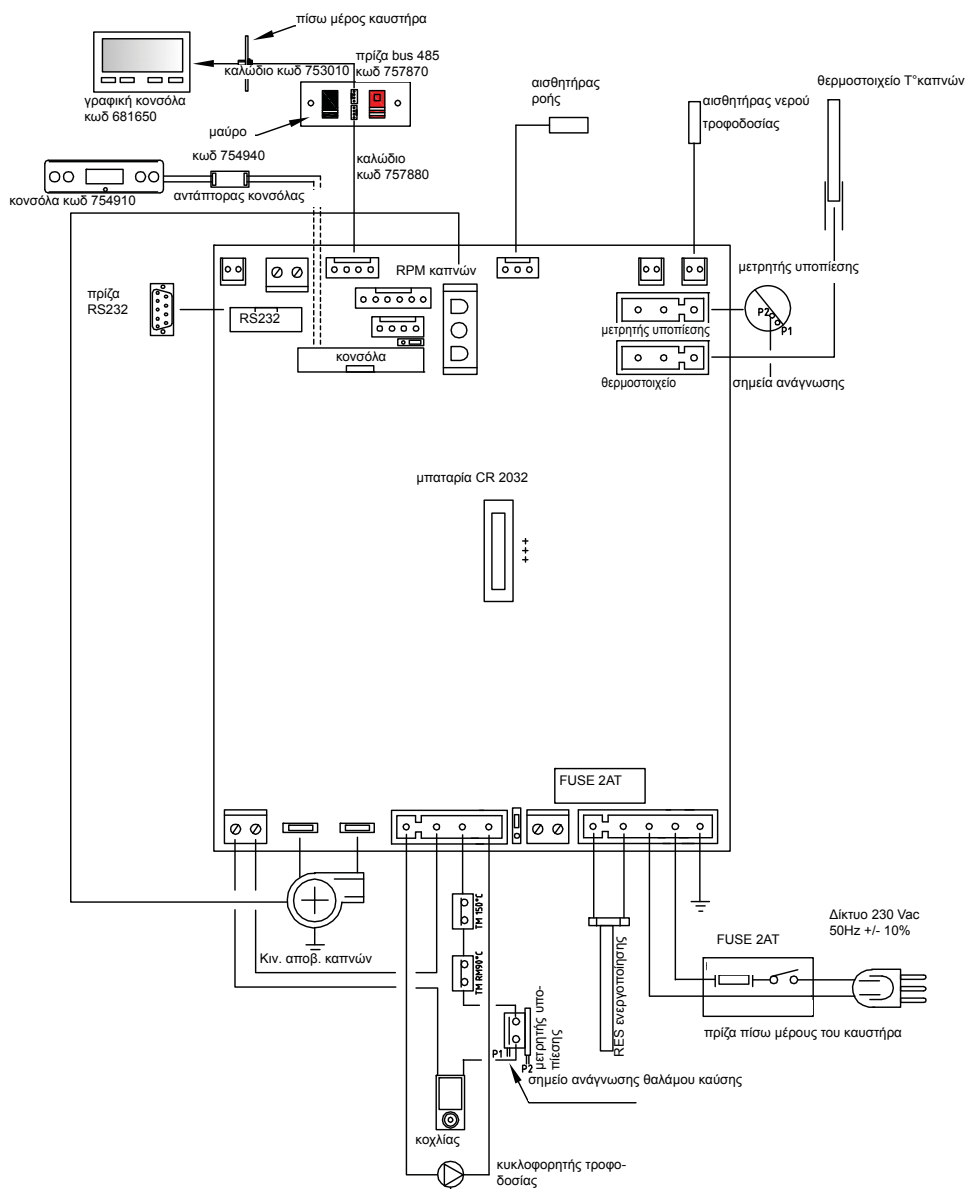 πίσω μέρος καυστήρα
πρίζα bus 485
κωδ 757870
καλώδιο κωδ 753010
γραφική κονσόλα
κωδ 681650
μαύρο
κωδ 754940
καλώδιο
κωδ 757880
κονσόλα κωδ 754910
αντάπτορας κονσόλας
αισθητήρας
ροής
αισθητήρας νερού
τροφοδοσίας
θερμοστοιχείο T°καπνών
RPM καπνών
μετρητής υποπίεσης
πρίζα
RS232
RS232
κονσόλα
μετρητής υποπίεσης
P2
P1
θερμοστοιχείο
σημεία ανάγνωσης
μπαταρία CR 2032
+++
FUSE 2AT
TM 150°C
TM RM90°C
Κιν. αποβ. καπνών
RES ενεργοποίησης
FUSE 2AT
Δίκτυο 230 Vac
50Hz +/- 10%
πρίζα πίσω μέρους του καυστήρα
μετρητής υπο-
πίεσης
P1
P2
σημείο ανάγνωσης θαλάμου καύσης
κοχλίας
κυκλοφορητής τροφο-
δοσίας